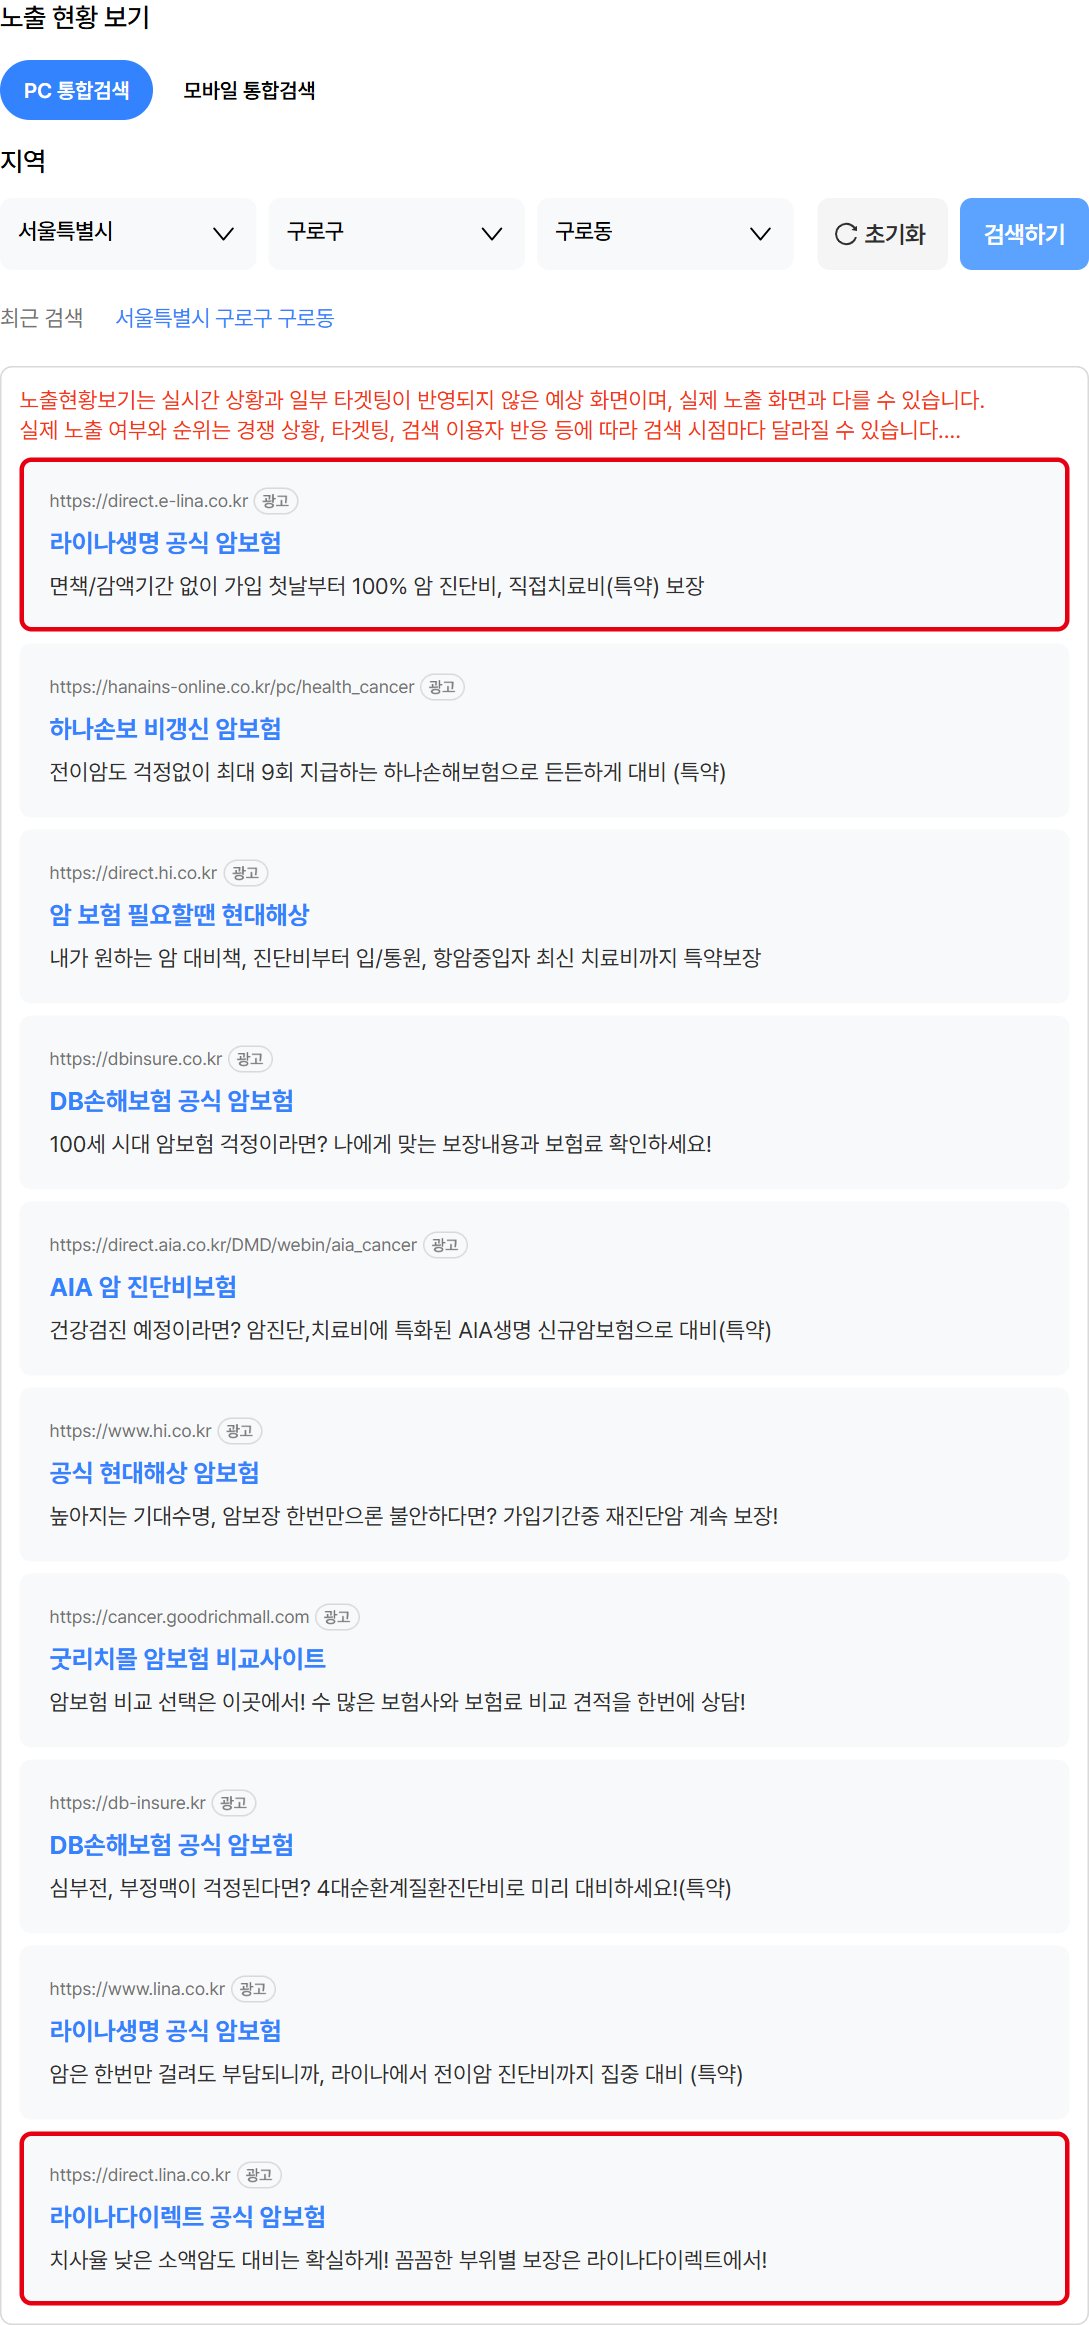 노출 현황 보기
PC 통합검색 모바일 통합검색
지역
서울특별시 구로구 구로동 초기화 검색하기
최근 검색 서울특별시 구로구 구로동
노출현황보기는 실시간 상황과 일부 타겟팅이 반영되지 않은 예상 화면이며, 실제 노출 화면과 다를 수 있습니다.
실제 노출 여부와 순위는 경쟁 상황, 타겟팅, 검색 이용자 반응 등에 따라 검색 시점마다 달라질 수 있습니다....
https://direct.e-lina.co.kr 광고
라이나생명 공식 암보험
면책/감액기간 없이 가입 첫날부터 100% 암 진단비, 직접치료비(특약) 보장
https://hanains-online.co.kr/pc/health_cancer 광고
하나손보 비갱신 암보험
전이암도 걱정없이 최대 9회 지급하는 하나손해보험으로 든든하게 대비 (특약)
https://direct.hi.co.kr 광고
암 보험 필요할땐 현대해상
내가 원하는 암 대비책, 진단비부터 입/통원, 항암중입자 최신 치료비까지 특약보장
https://dbinsure.co.kr 광고
DB손해보험 공식 암보험
100세 시대 암보험 걱정이라면? 나에게 맞는 보장내용과 보험료 확인하세요!
https://direct.aia.co.kr/DMD/webin/aia_cancer 광고
AIA 암 진단비보험
건강검진 예정이라면? 암진단,치료비에 특화된 AIA생명 신규암보험으로 대비(특약)
https://www.hi.co.kr 광고
공식 현대해상 암보험
높아지는 기대수명, 암보장 한번만으론 불안하다면? 가입기간중 재진단암 계속 보장!
https://cancer.goodrichmall.com 광고
굿리치몰 암보험 비교사이트
암보험 비교 선택은 이곳에서! 수 많은 보험사와 보험료 비교 견적을 한번에 상담!
https://db-insure.kr 광고
DB손해보험 공식 암보험
심부전, 부정맥이 걱정된다면? 4대순환계질환진단비로 미리 대비하세요!(특약)
https://www.lina.co.kr 광고
라이나생명 공식 암보험
암은 한번만 걸려도 부담되니까, 라이나에서 전이암 진단비까지 집중 대비 (특약)
https://direct.lina.co.kr 광고
라이나다이렉트 공식 암보험
치사율 낮은 소액암도 대비는 확실하게! 꼼꼼한 부위별 보장은 라이나다이렉트에서!